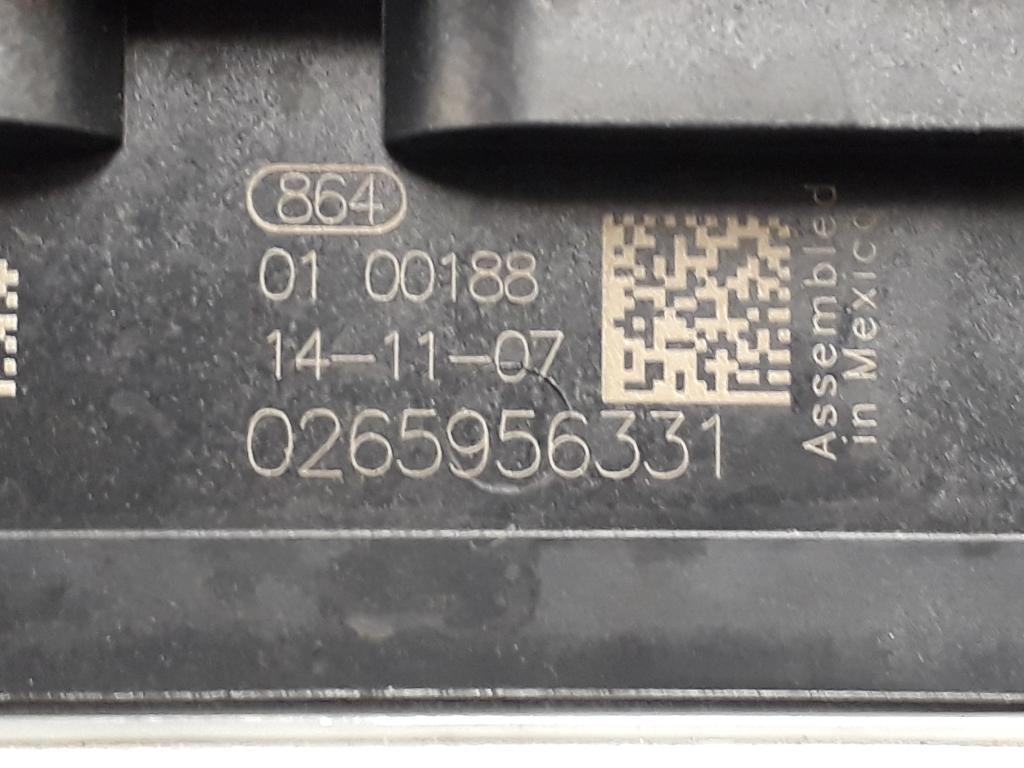 864
01 00188
14-11-07
0265956331
Assembled
in Mexico